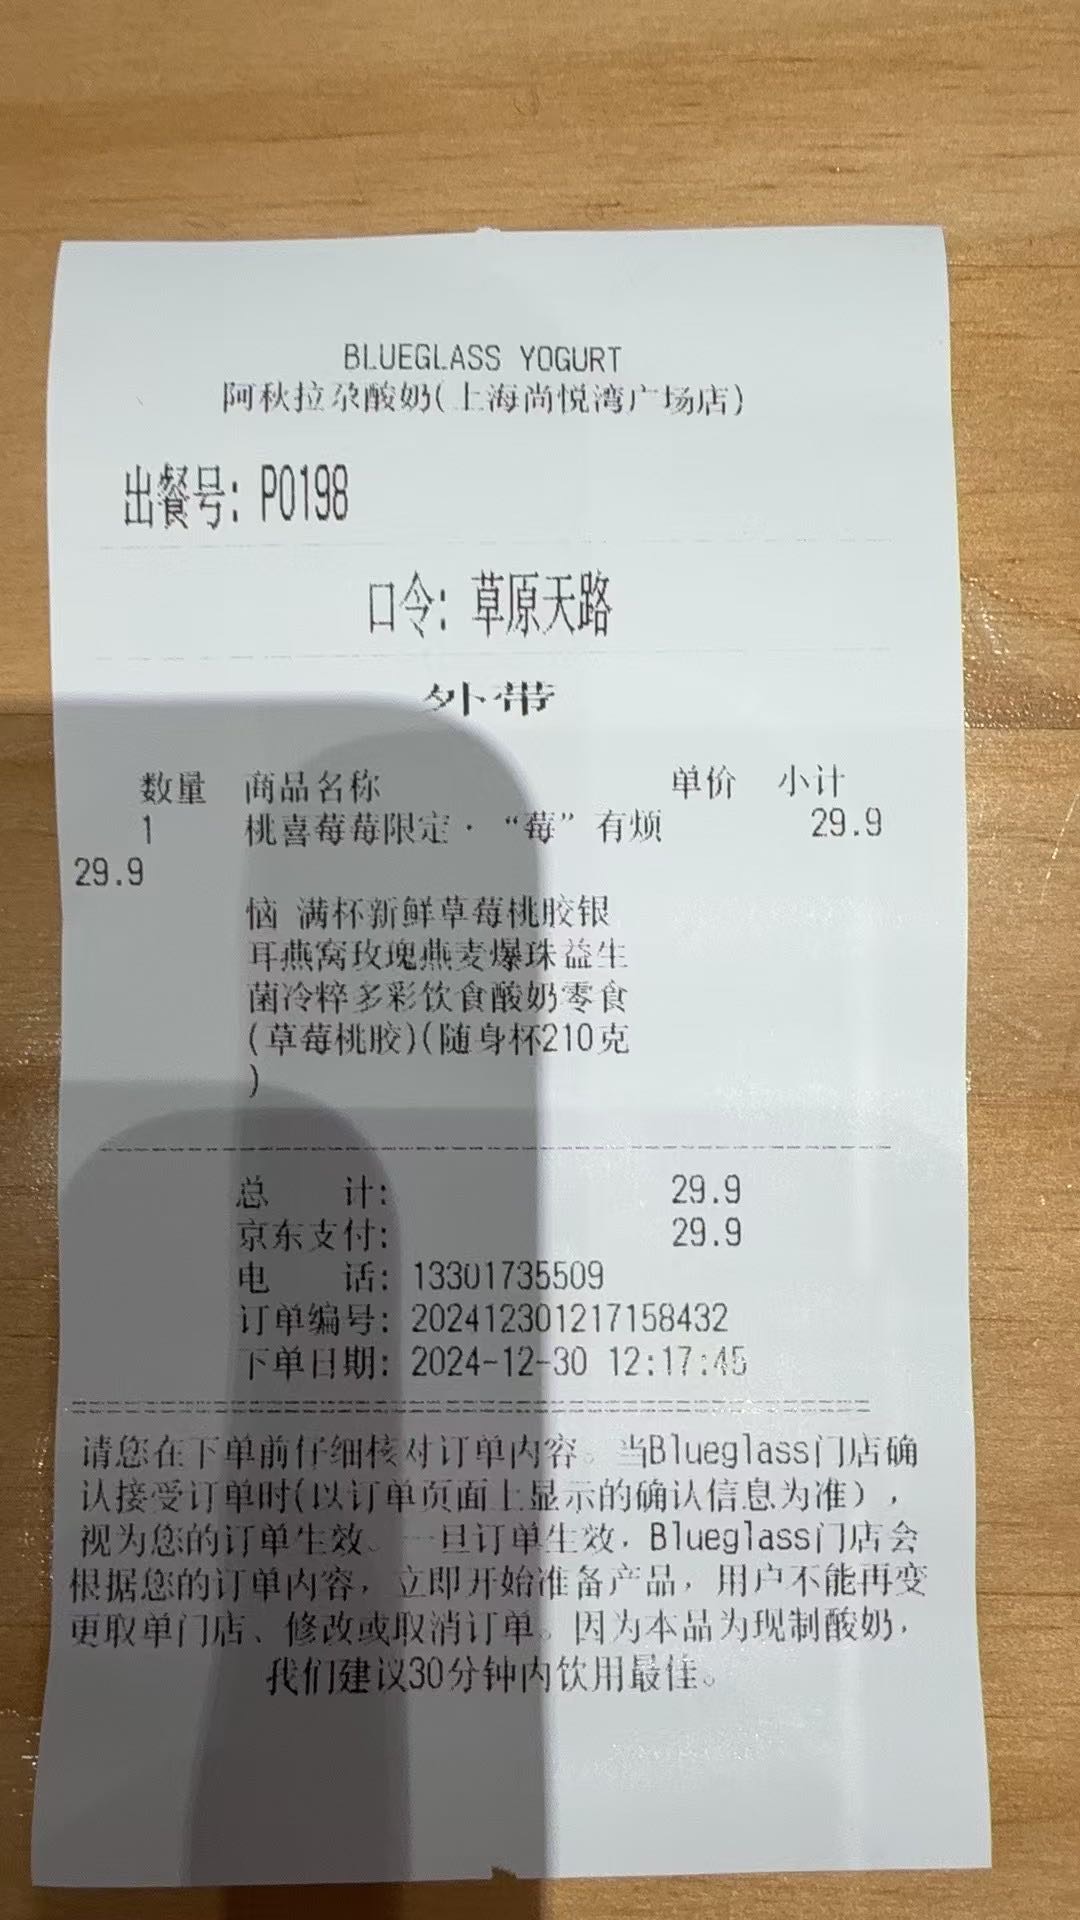 BLUEGLASS YOGURT
阿秋拉尕酸奶(上海尚悦湾广场店)
出餐号: P0198
口令: 草原天路
外带
数量 商品名称 单价 小计
1 桃喜莓莓限定·“莓”有烦 29.9
29.9
恼 满杯新鲜草莓桃胶银
耳燕窝玫瑰燕麦爆珠益生
菌冷粹多彩饮食酸奶零食
(草莓桃胶)(随身杯210克
)
总 计: 29.9
京东支付: 29.9
电 话: 13301735509
订单编号: 202412301217158432
下单日期: 2024-12-30 12:17:45
请您在下单前仔细核对订单内容。当Blueglass门店确
认接受订单时(以订单页面上显示的确认信息为准),
视为您的订单生效。一旦订单生效,Blueglass门店会
根据您的订单内容,立即开始准备产品,用户不能再变
更取单门店、修改或取消订单。因为本品为现制酸奶,
我们建议30分钟内饮用最佳。